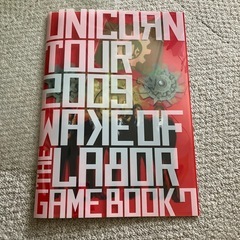 UNICORN
TOUR
2009
WAKE OF
THE
LABOR
GAME BOOK